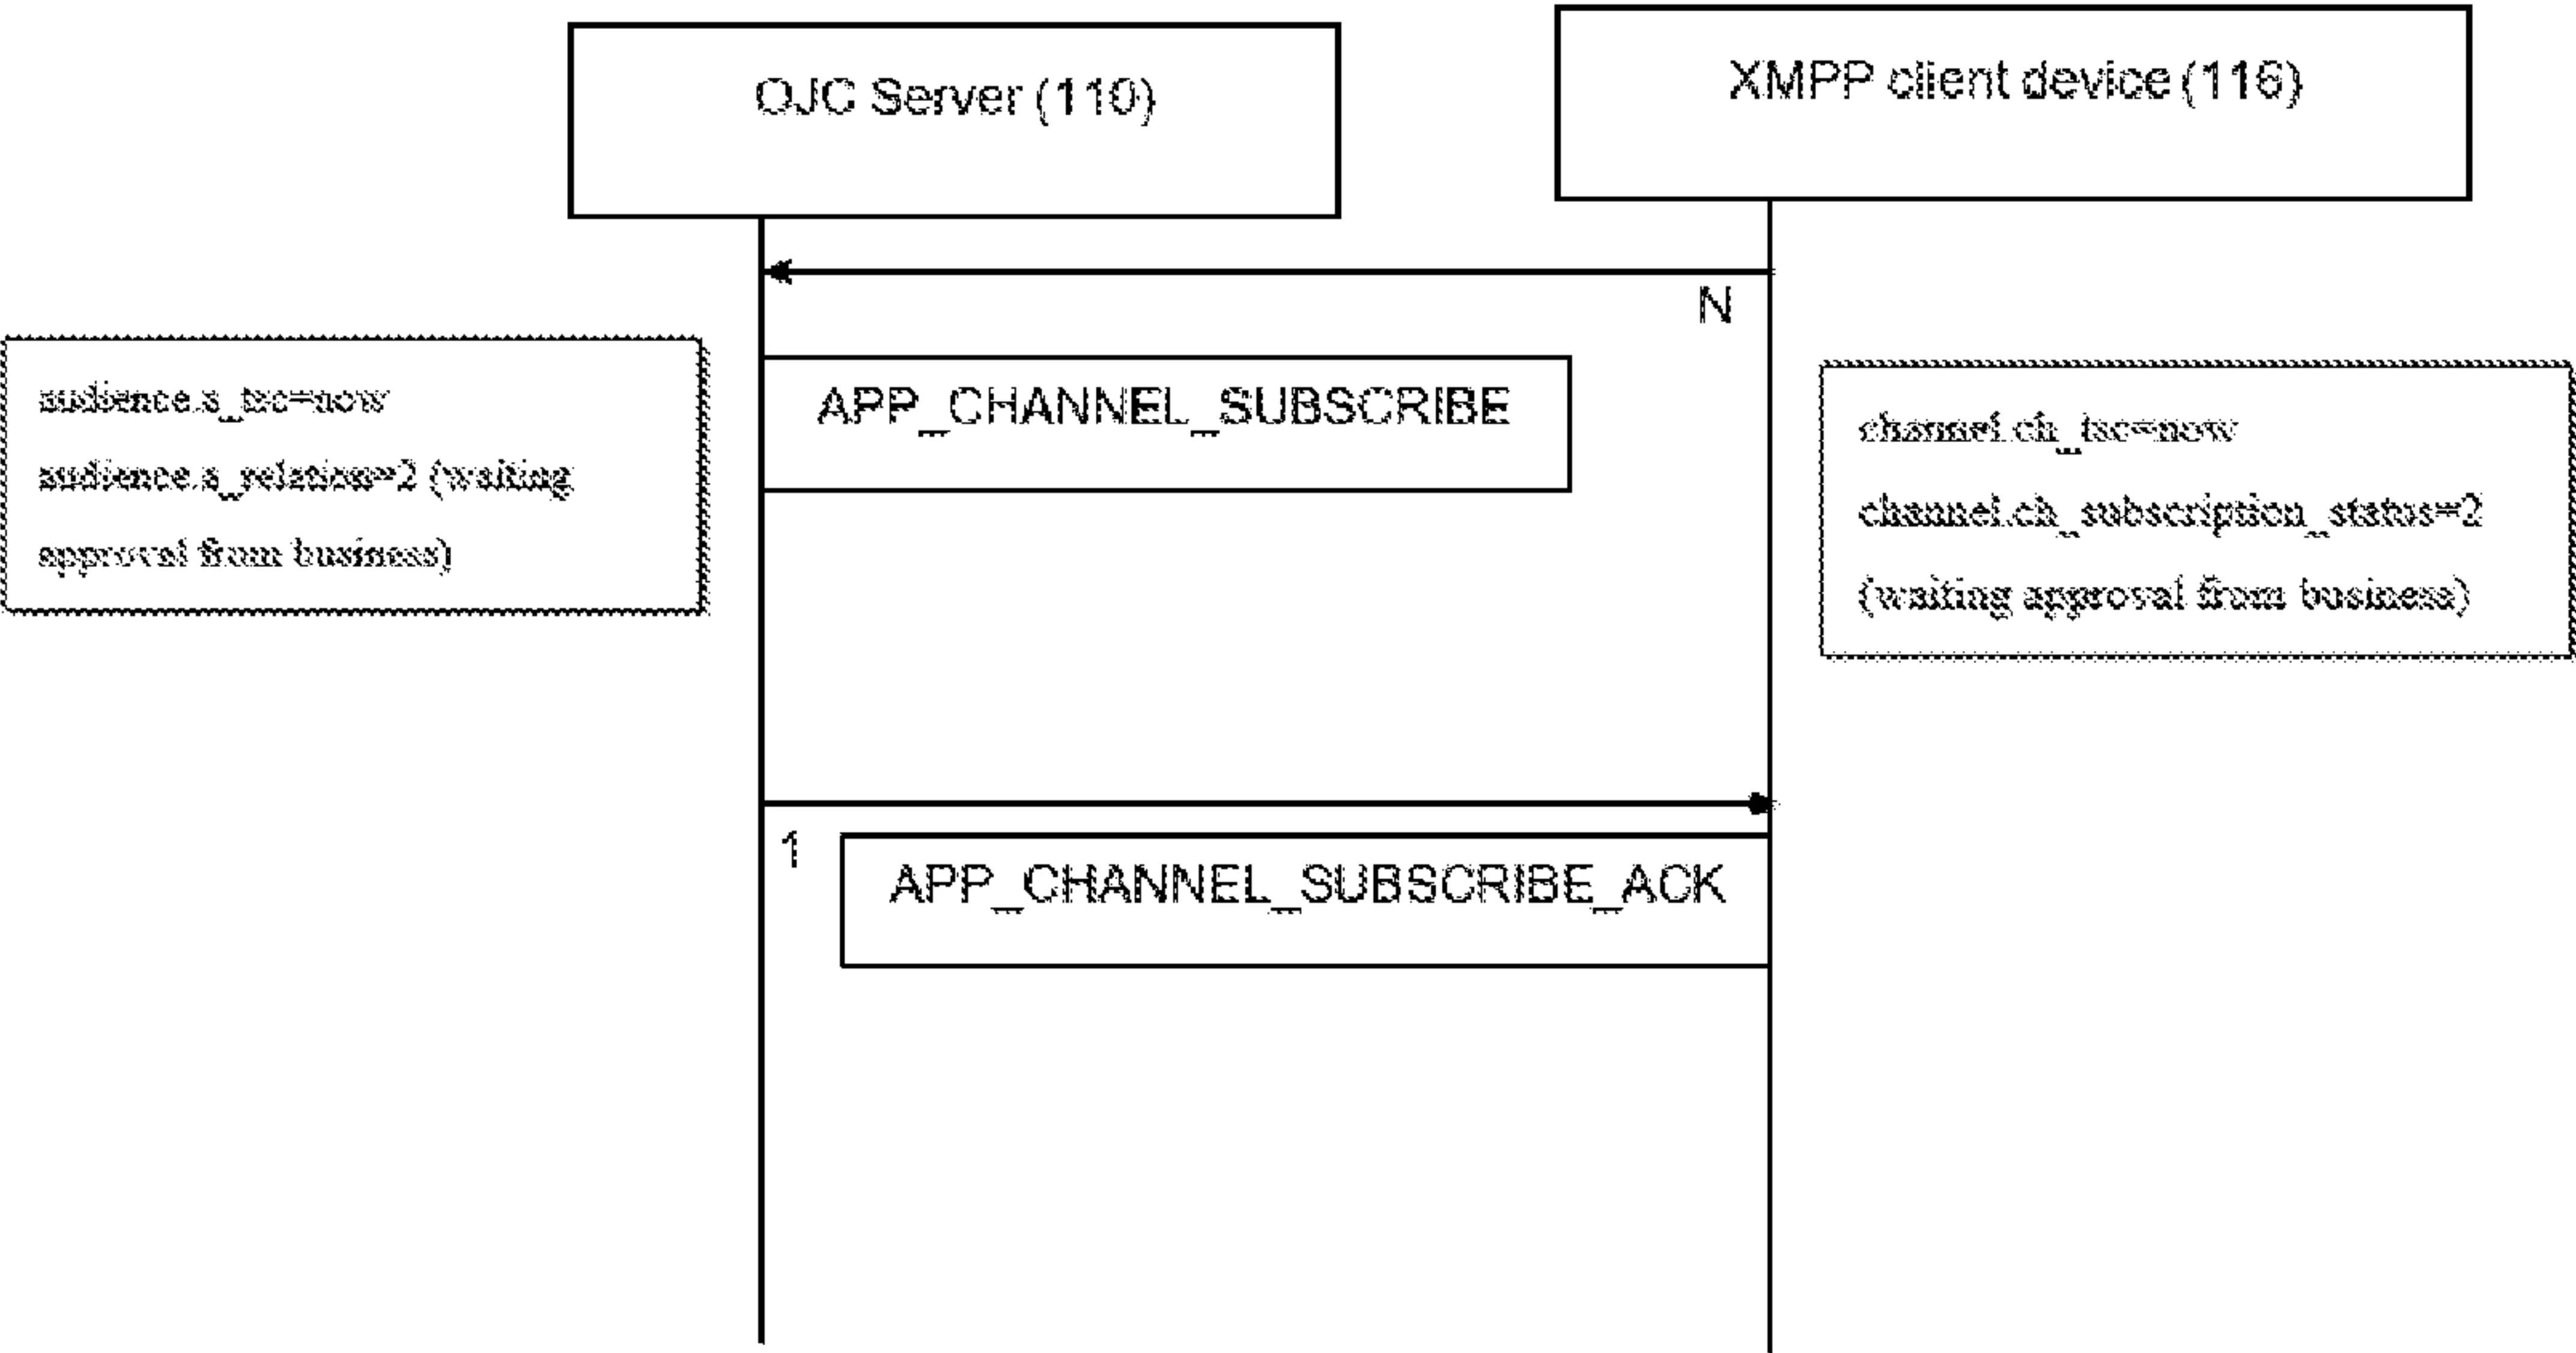 OJC Server (110)
XMPP client device (116)
N
audience.s_tsc=now
audience.s_relation=2 (waiting
approval from business)
APP_CHANNEL_SUBSCRIBE
channel.ch_tsc=now
channel.ch_subscription_status=2
(waiting approval from business)
1
APP_CHANNEL_SUBSCRIBE_ACK